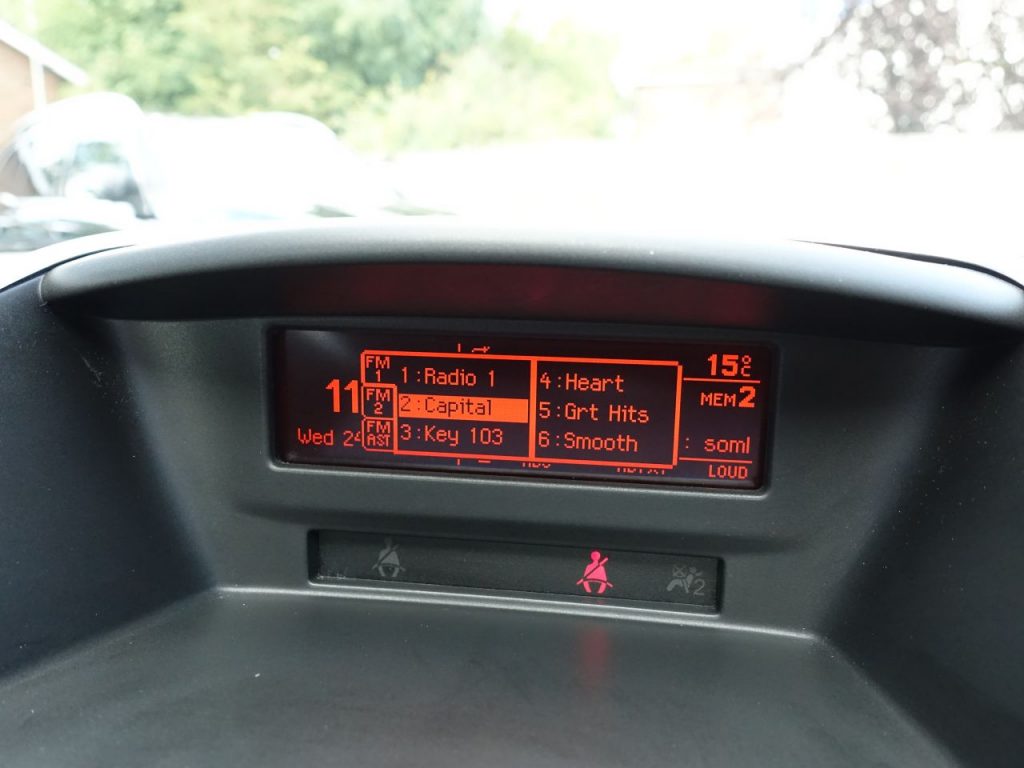 FM
1
FM
2
FM
AST
1:Radio 1
2:Capital
3:Key 103
4:Heart
5:Grt Hits
6:Smooth
11
Wed 24
15°C
MEM2
: soml
LOUD
2